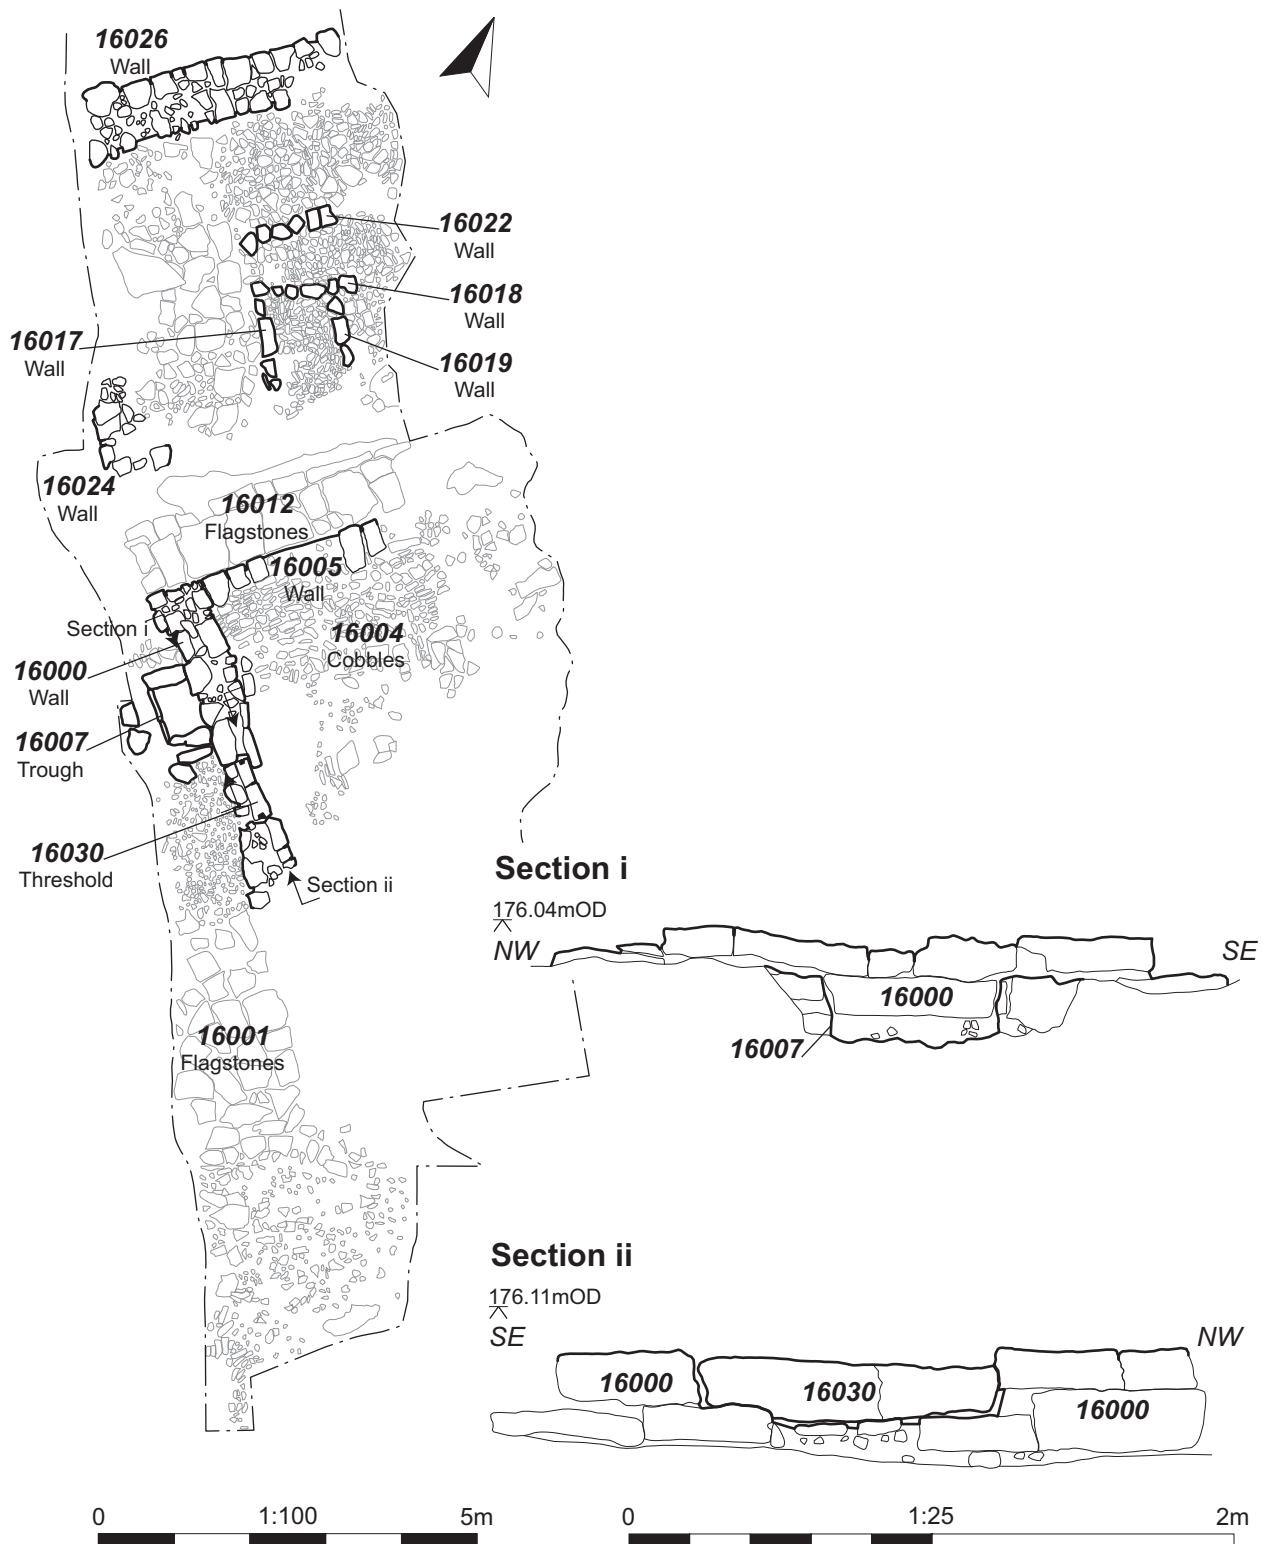 16026
Wall
16022
Wall
16018
Wall
16017
Wall
16019
Wall
16024
Wall
16012
Flagstones
16005
Wall
Section i
16004
Cobbles
16000
Wall
16007
Trough
16030
Threshold
Section ii
16001
Flagstones
Section i
176.04mOD
NW
SE
16000
16007
Section ii
176.11mOD
SE
NW
16000
16030
16000
0 1:100 5m
0 1:25 2m